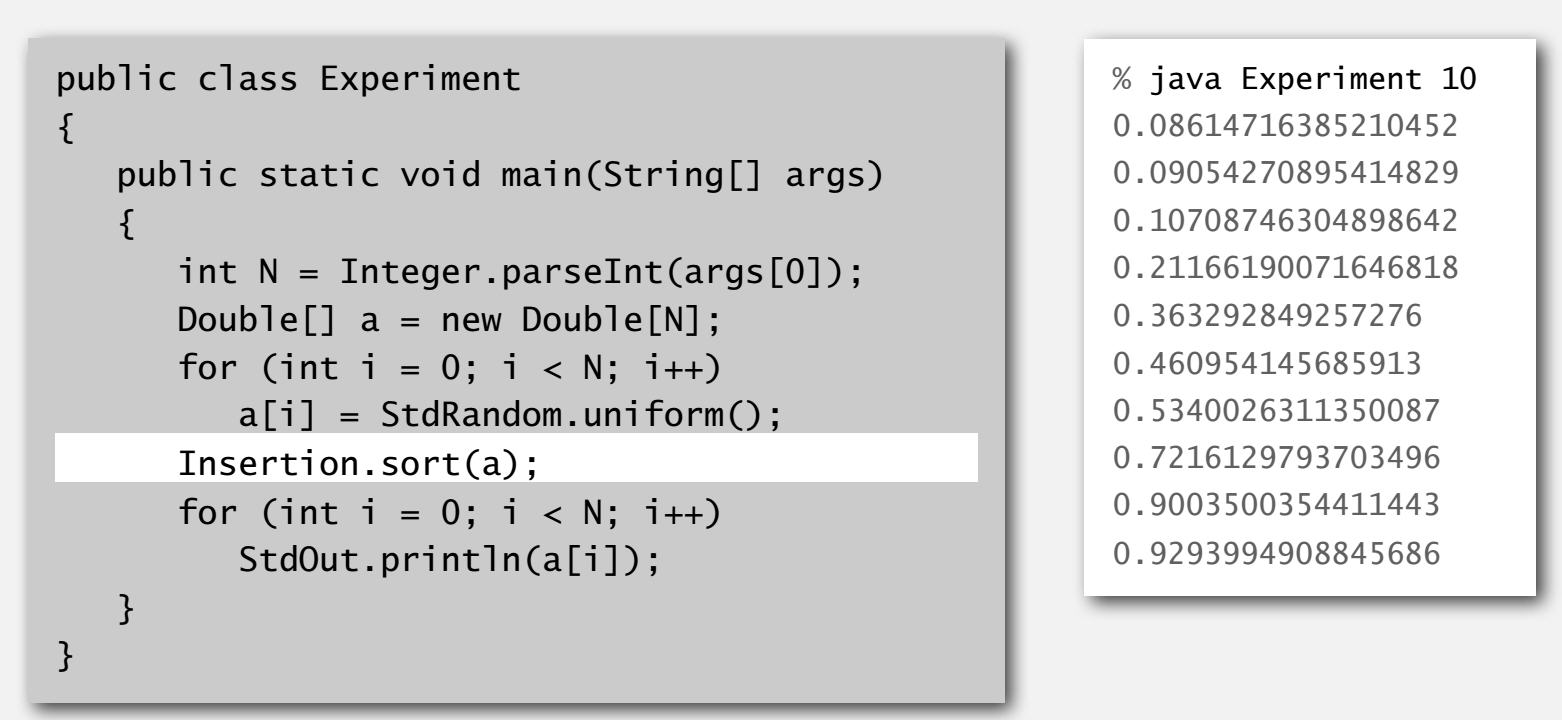 public class Experiment
{
   public static void main(String[] args)
   {
      int N = Integer.parseInt(args[0]);
      Double[] a = new Double[N];
      for (int i = 0; i < N; i++)
         a[i] = StdRandom.uniform();
      Insertion.sort(a);
      for (int i = 0; i < N; i++)
         StdOut.println(a[i]);
   }
}
% java Experiment 10
0.08614716385210452
0.09054270895414829
0.10708746304898642
0.21166190071646818
0.363292849257276
0.460954145685913
0.5340026311350087
0.7216129793703496
0.9003500354411443
0.9293994908845686